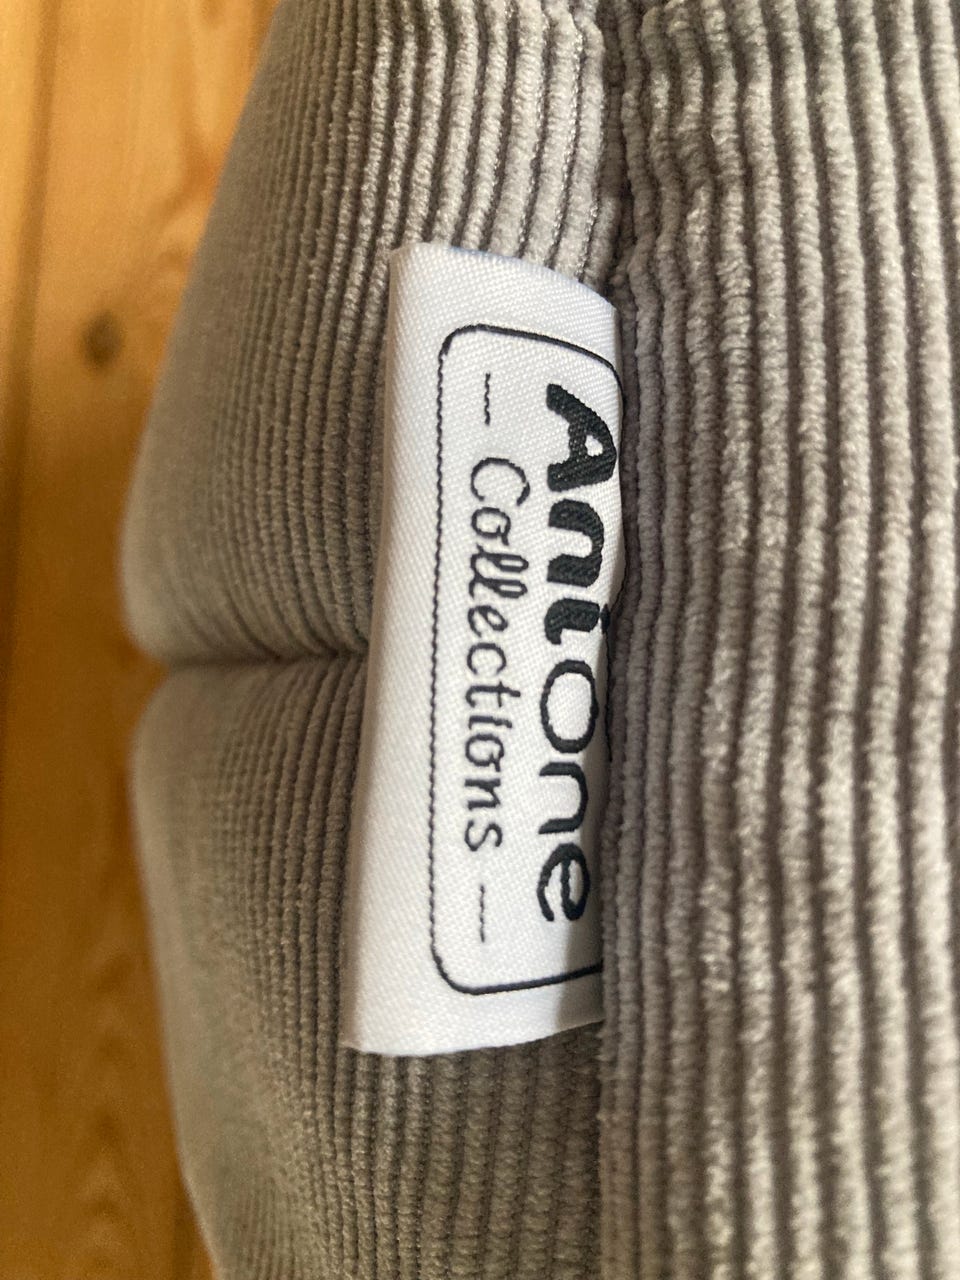 AniOne
— Collections —